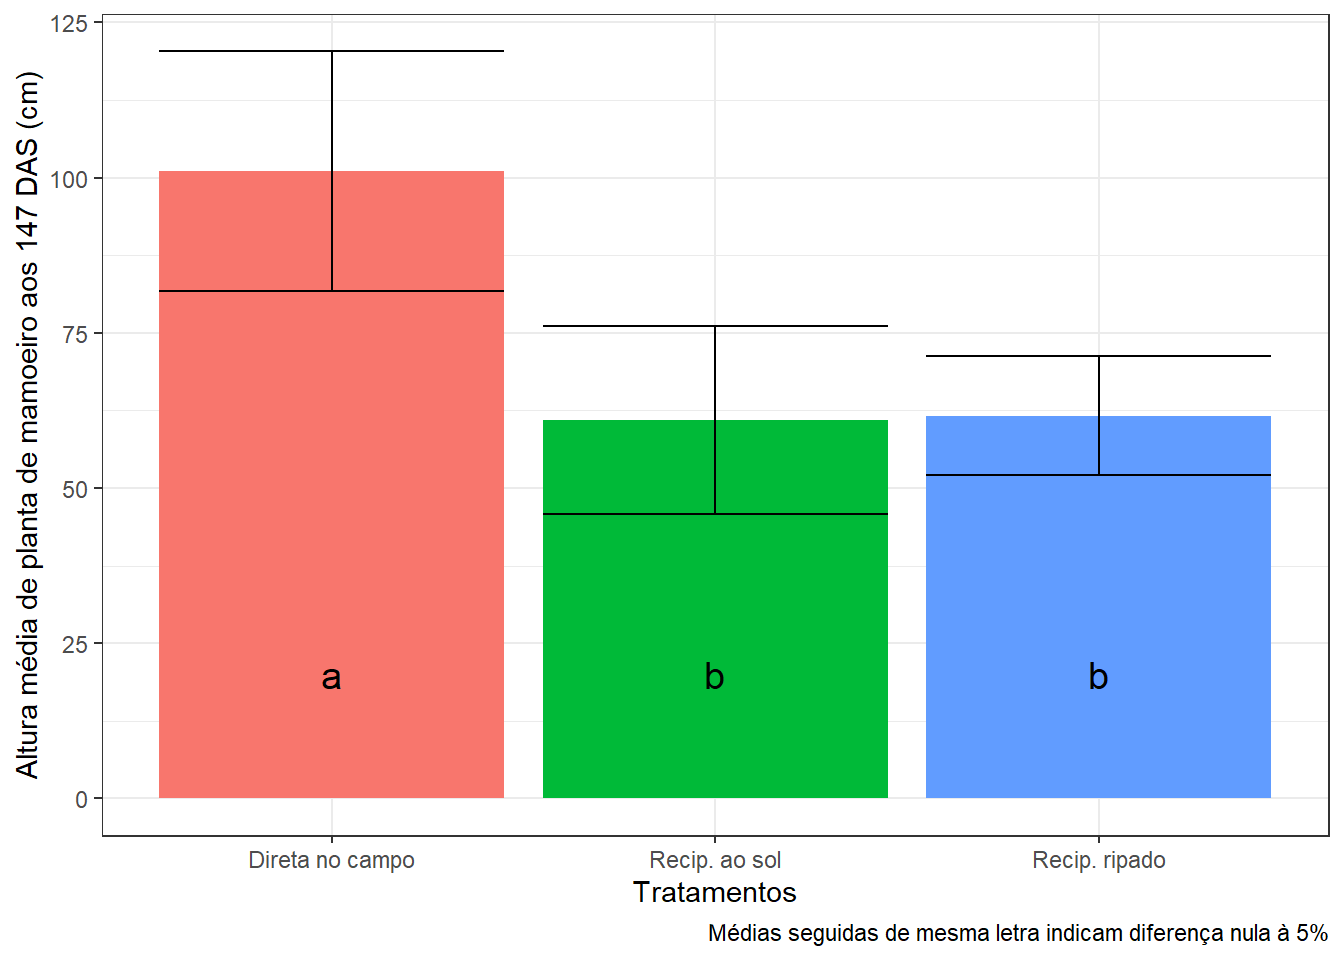 Altura média de planta de mamoeiro aos 147 DAS (cm)
125
100
75
50
25
0
a
b
b
Direta no campo
Recip. ao sol
Recip. ripado
Tratamentos
Médias seguidas de mesma letra indicam diferença nula à 5%